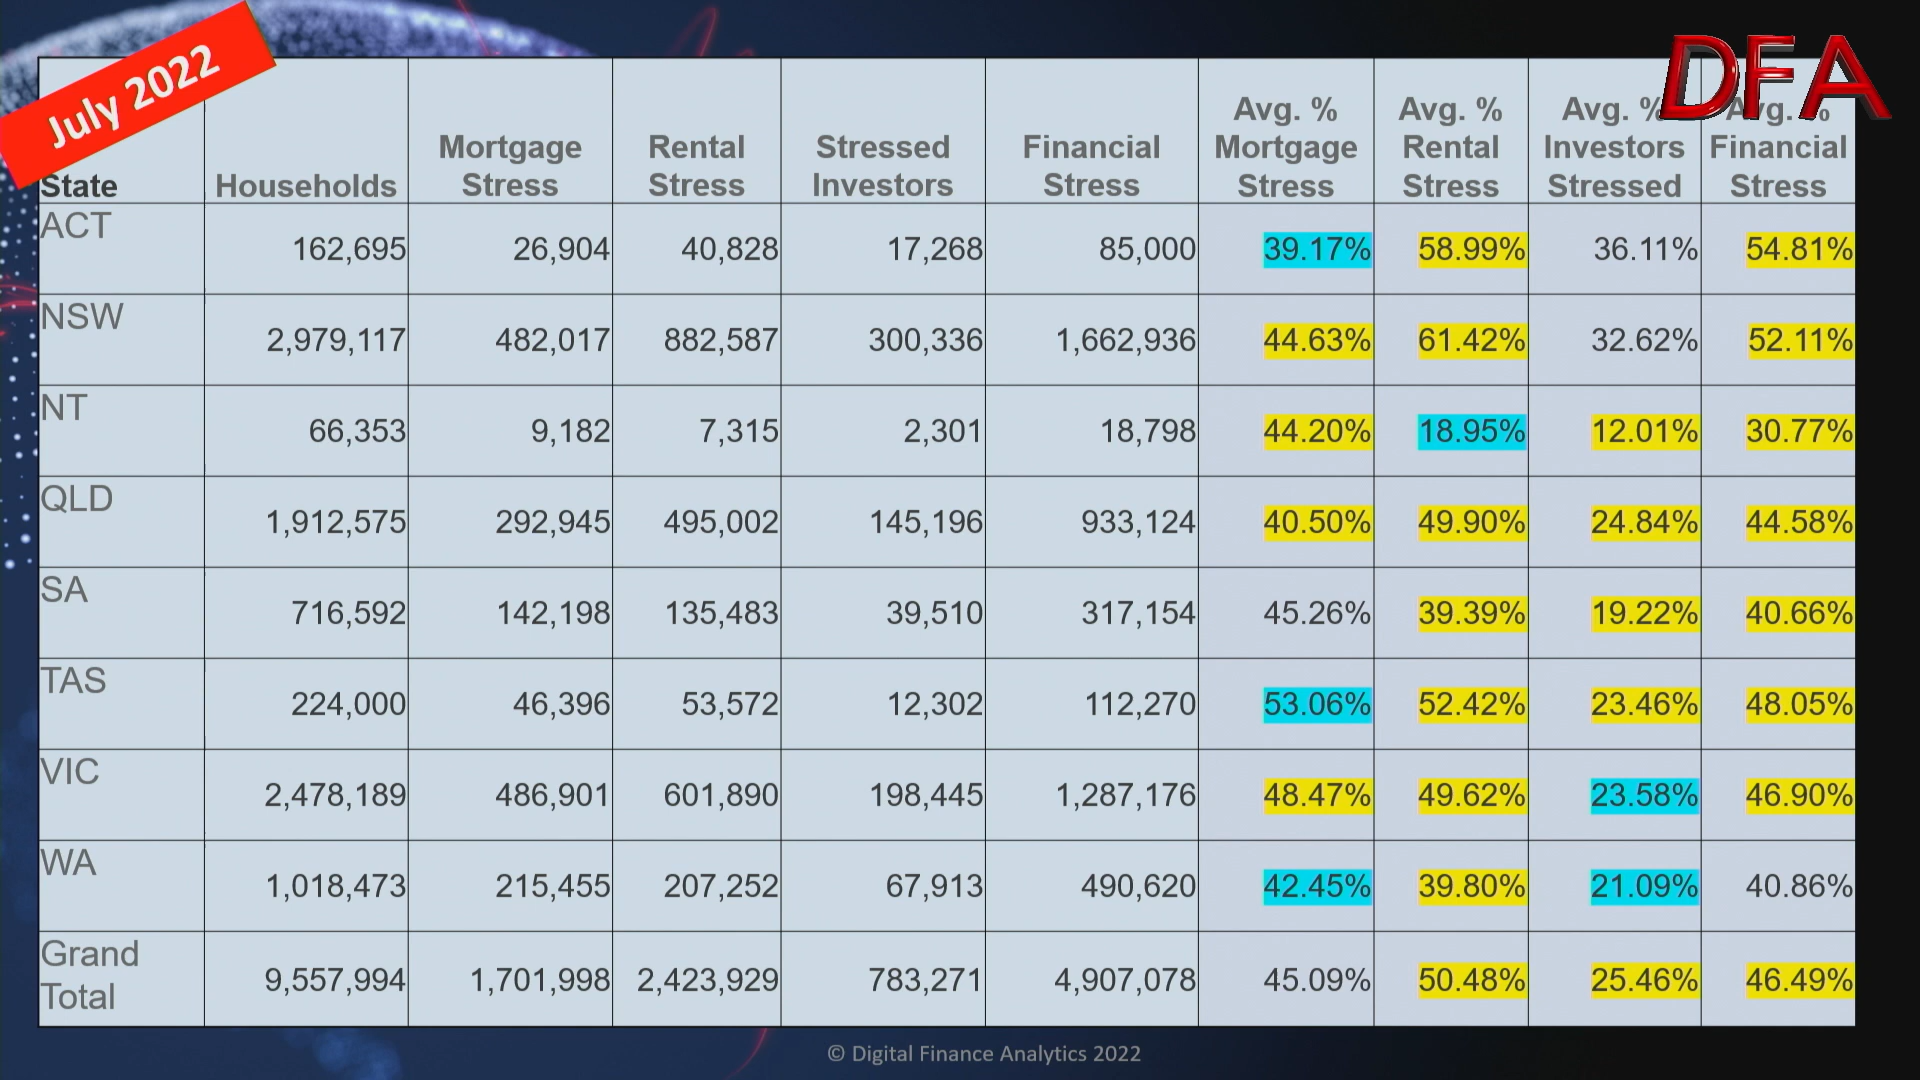 July 2022
DFA
State Households Mortgage Stress Rental Stress Stressed Investors Financial Stress Avg. % Mortgage Stress Avg. % Rental Stress Avg. % Investors Stressed Avg. % Financial Stress
ACT 162,695 26,904 40,828 17,268 85,000 39.17% 58.99% 36.11% 54.81%
NSW 2,979,117 482,017 882,587 300,336 1,662,936 44.63% 61.42% 32.62% 52.11%
NT 66,353 9,182 7,315 2,301 18,798 44.20% 18.95% 12.01% 30.77%
QLD 1,912,575 292,945 495,002 145,196 933,124 40.50% 49.90% 24.84% 44.58%
SA 716,592 142,198 135,483 39,510 317,154 45.26% 39.39% 19.22% 40.66%
TAS 224,000 46,396 53,572 12,302 112,270 53.06% 52.42% 23.46% 48.05%
VIC 2,478,189 486,901 601,890 198,445 1,287,176 48.47% 49.62% 23.58% 46.90%
WA 1,018,473 215,455 207,252 67,913 490,620 42.45% 39.80% 21.09% 40.86%
Grand Total 9,557,994 1,701,998 2,423,929 783,271 4,907,078 45.09% 50.48% 25.46% 46.49%
© Digital Finance Analytics 2022